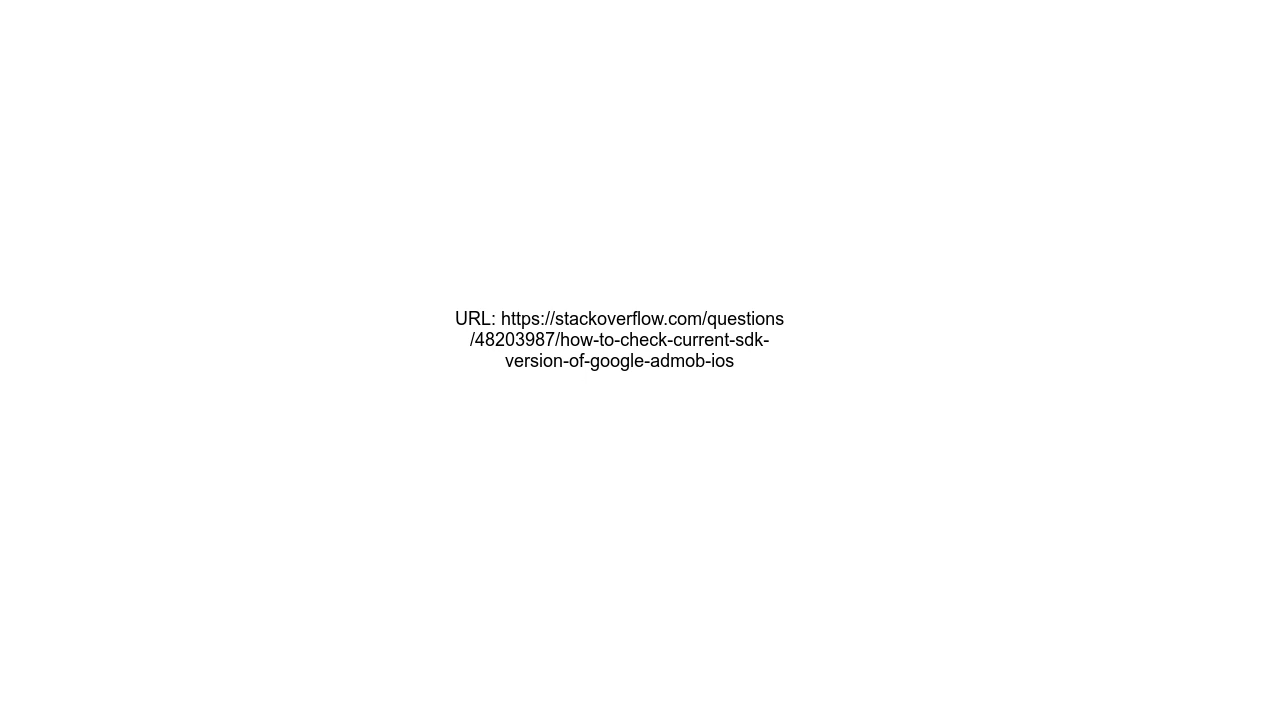 URL: https://stackoverflow.com/questions
/48203987/how-to-check-current-sdk-
version-of-google-admob-ios